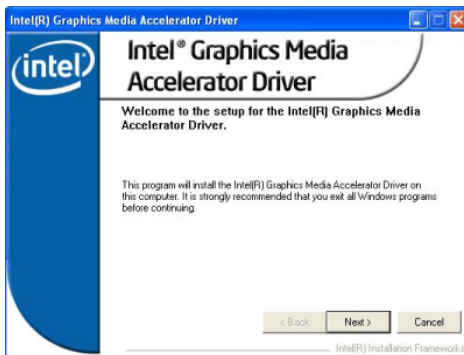 Intel(R) Graphics Media Accelerator Driver
intel
Intel® Graphics Media
Accelerator Driver
Welcome to the setup for the Intel(R) Graphics Media
Accelerator Driver.
This program will install the Intel(R) Graphics Media Accelerator Driver on
this computer. It is strongly recommended that you exit all Windows programs
before continuing.
< Back
Next >
Cancel
Intel(R) Installation Framework